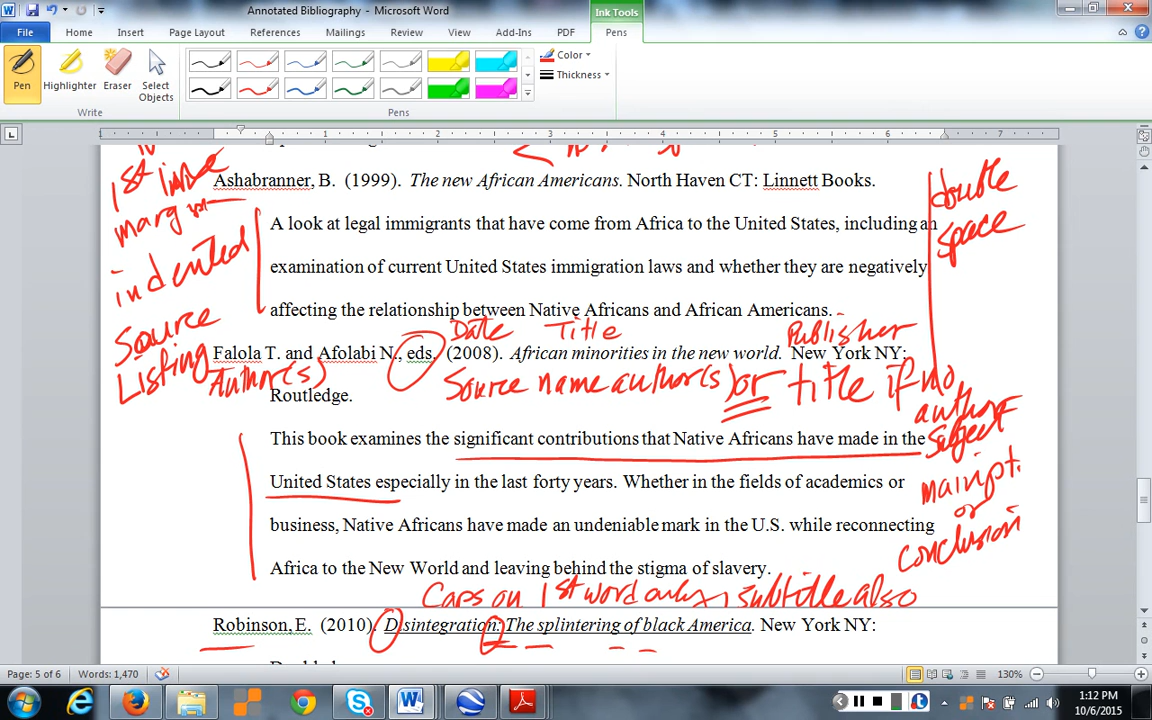 Annotated Bibliography - Microsoft Word
Ink Tools
File Home Insert Page Layout References Mailings Review View Add-Ins PDF Pens
Pen Highlighter Eraser Select Objects
Color
Thickness
Write Pens
1 1 2 3 4 5 6 7
1st line
margin
indented
Source
Listing
Ashabranner, B. (1999). The new African Americans. North Haven CT: Linnett Books.
double
space
A look at legal immigrants that have come from Africa to the United States, including an
examination of current United States immigration laws and whether they are negatively
affecting the relationship between Native Africans and African Americans.
Date Title Publisher
Falola T. and Afolabi N., eds. (2008). African minorities in the new world. New York NY:
Author(s) Source name author(s) or title if no
author
Routledge.
This book examines the significant contributions that Native Africans have made in the
United States especially in the last forty years. Whether in the fields of academics or
business, Native Africans have made an undeniable mark in the U.S. while reconnecting
Africa to the New World and leaving behind the stigma of slavery.
Subject
main pt.
or
conclusion
Caps on 1st word only, subtitle also
Robinson, E. (2010). Disintegration: The splintering of black America. New York NY:
Page: 5 of 6 Words: 1,470 130%
1:12 PM
10/6/2015